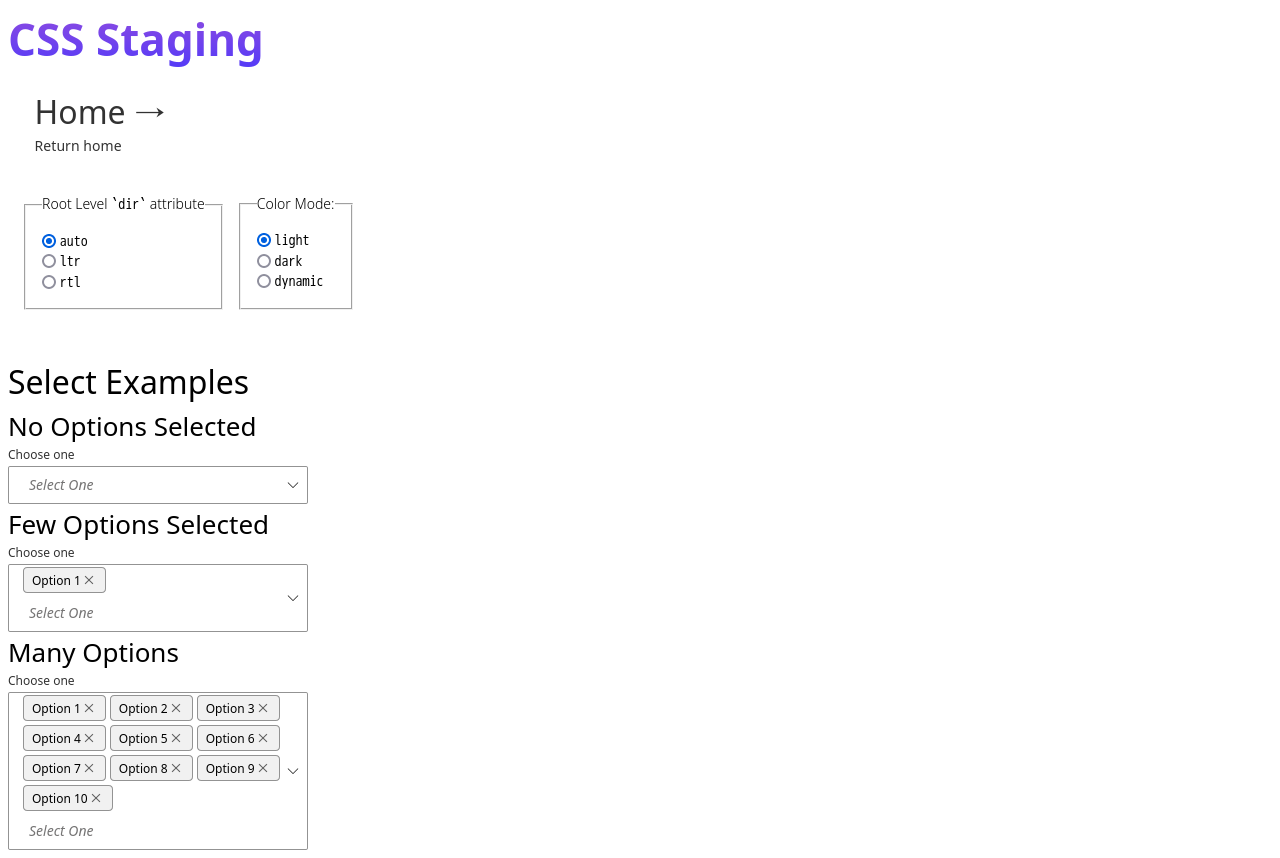 CSS Staging
Home →
Return home
Root Level `dir` attribute
auto
ltr
rtl
Color Mode:
light
dark
dynamic
Select Examples
No Options Selected
Choose one
Select One
Few Options Selected
Choose one
Option 1
Select One
Many Options
Choose one
Option 1 Option 2 Option 3
Option 4 Option 5 Option 6
Option 7 Option 8 Option 9
Option 10
Select One